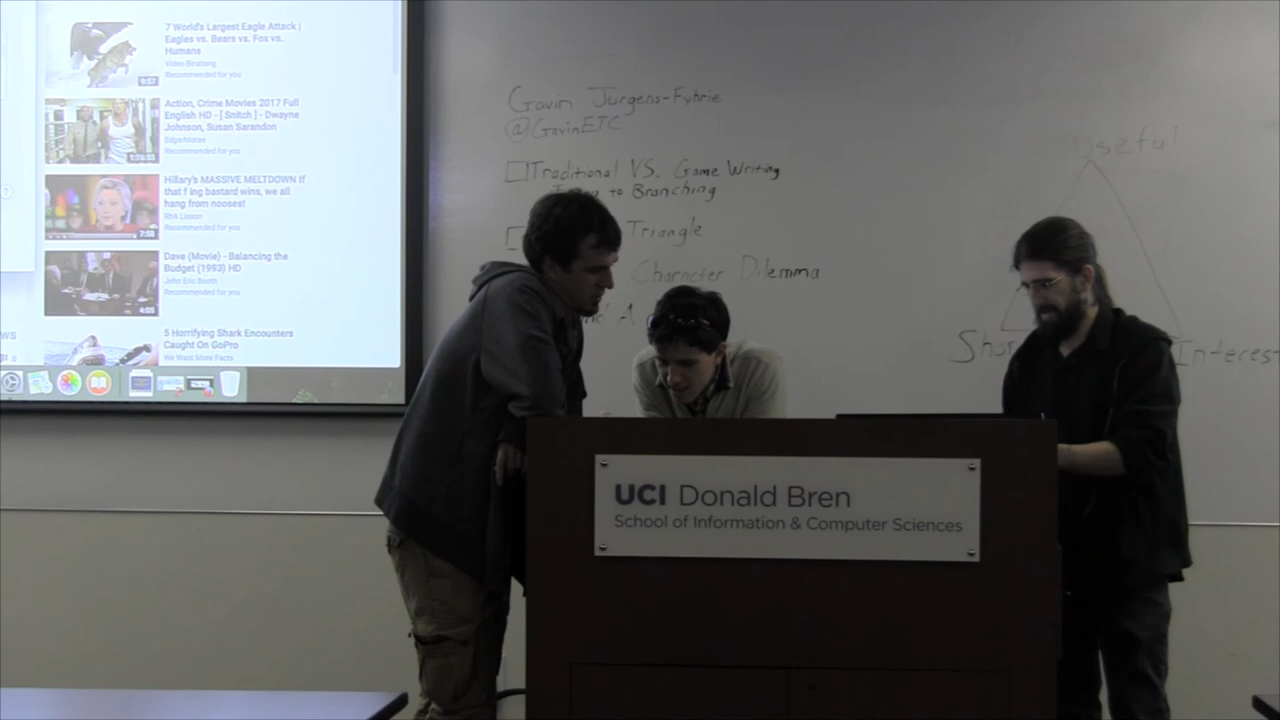 7 World's Largest Eagle Attack |
Eagles vs. Bears vs. Fox vs.
Humans
Video Binatang
Recommended for you
9:57
Action, Crime Movies 2017 Full
English HD - [ Snitch ] - Dwayne
Johnson, Susan Sarandon
EdgarMoras
Recommended for you
Hillary's MASSIVE MELTDOWN If
that f ing bastard wins, we all
hang from nooses!
RhA Lisson
Recommended for you
7:58
Dave (Movie) - Balancing the
Budget (1993) HD
John Eric Booth
Recommended for you
4:05
5 Horrifying Shark Encounters
Caught On GoPro
We Want More Facts
Gavin Jurgens-Fyhrie
@GavinETC
Traditional VS. Game Writing
to Branching
Triangle
Character Dilemma
A
Useful
Shor
Interest
UCI Donald Bren
School of Information & Computer Sciences